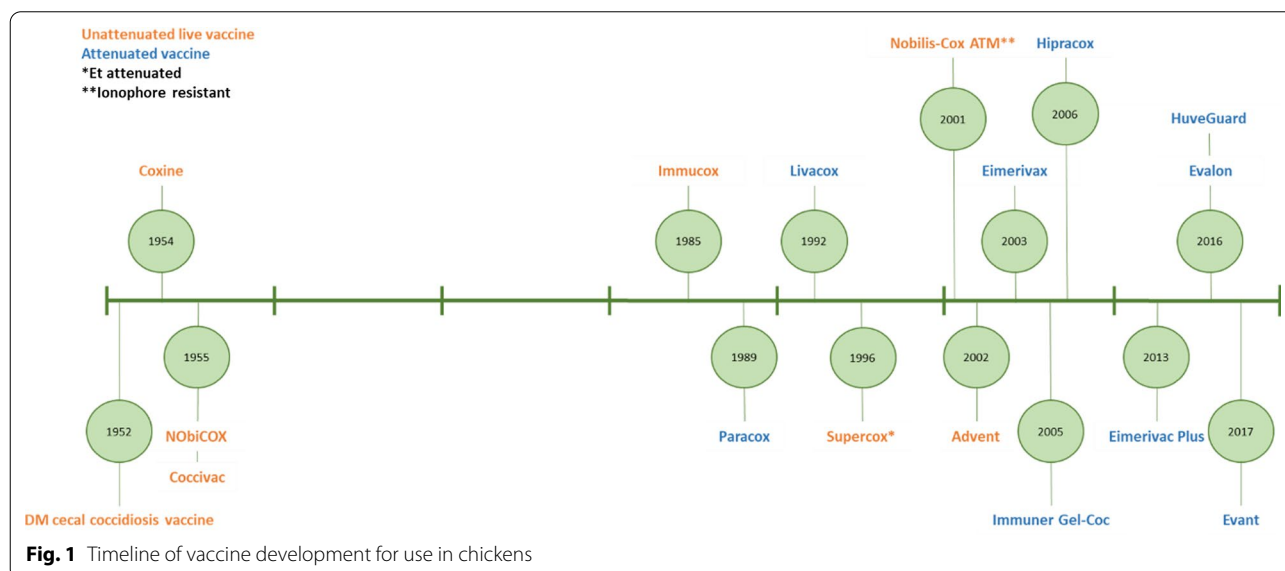 Unattenuated live vaccine
Attenuated vaccine
*Et attenuated
**Ionophore resistant
Nobilis-Cox ATM**
Hipracox
2001
2006
HuveGuard
Coxine
Immucox
Livacox
Eimerivax
Evalon
1954
1985
1992
2003
2016
1955
1989
1996
2002
2013
1952
NObiCOX
Paracox
Supercox*
Advent
2005
Eimerivac Plus
2017
Coccivac
DM cecal coccidiosis vaccine
Immuner Gel-Coc
Evant
Fig. 1 Timeline of vaccine development for use in chickens